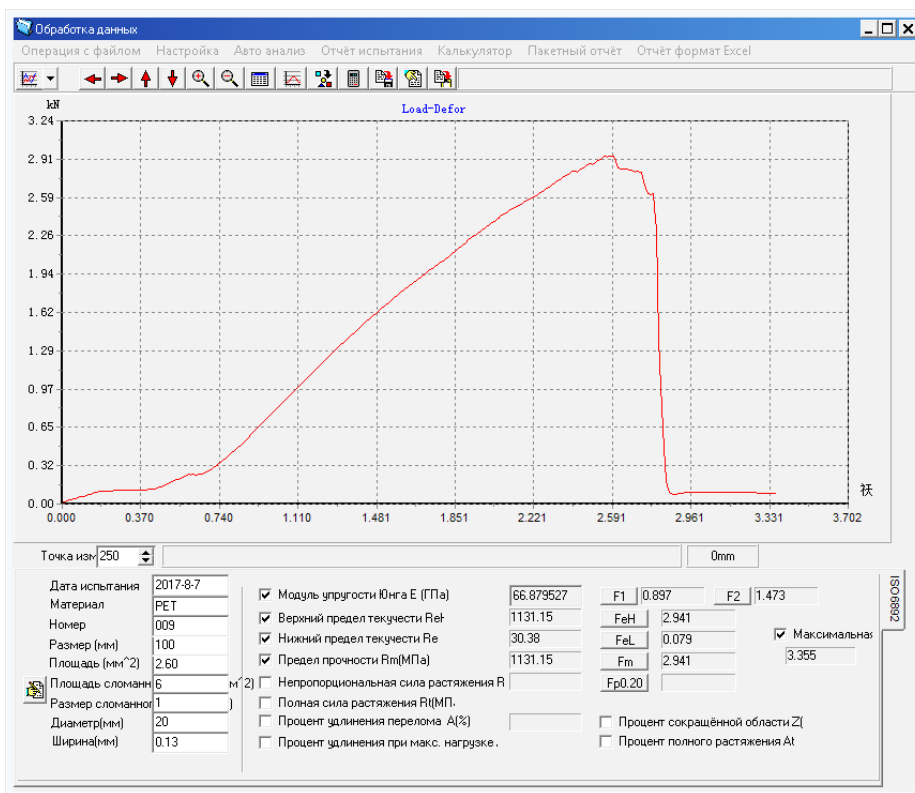 Обработка данных
Операция с файлом Настройка Авто анализ Отчёт испытания Калькулятор Пакетный отчёт Отчёт формат Excel
kN
Load-Defor
3.24
2.91
2.59
2.26
1.94
1.62
1.29
0.97
0.65
0.32
0.00
袄
0.000 0.370 0.740 1.110 1.481 1.851 2.221 2.591 2.961 3.331 3.702
Точка изм 250 0mm
Дата испытания 2017-8-7
Материал PET
Номер 009
Размер (мм) 100
Площадь (мм^2) 2.60
Площадь сломанн 6 м^2)
Размер сломанног 1 )
Диаметр(мм) 20
Ширина(мм) 0.13
Модуль упругости Юнга E (ГПа) 66.879527
Верхний предел текучести ReH 1131.15
Нижний предел текучести Re 30.38
Предел прочности Rm(МПа) 1131.15
Непропорциональная сила растяжения R
Полная сила растяжения Rt(МП.
Процент удлинения перелома A(%)
Процент удлинения при макс. нагрузке.
F1 0.897 F2 1.473
FeH 2.941
FeL 0.079
Fm 2.941
Fp0.20
Максимальная
3.355
Процент сокращённой области Z(
Процент полного растяжения At
ISO6892